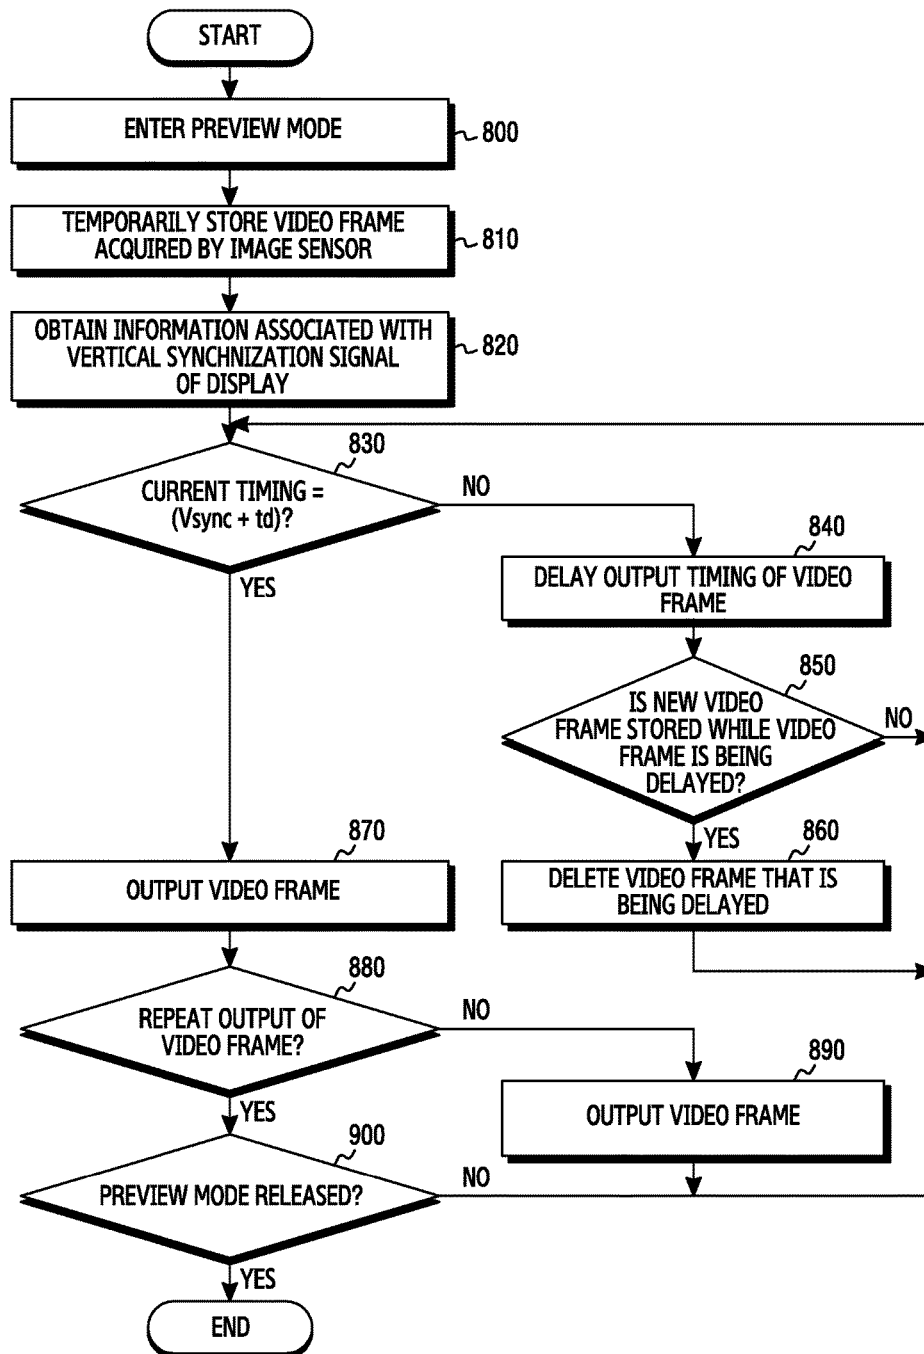 START
ENTER PREVIEW MODE
800
TEMPORARILY STORE VIDEO FRAME
ACQUIRED BY IMAGE SENSOR
810
OBTAIN INFORMATION ASSOCIATED WITH
VERTICAL SYNCHNIZATION SIGNAL
OF DISPLAY
820
830
CURRENT TIMING =
(Vsync + td)?
NO
YES
840
DELAY OUTPUT TIMING OF VIDEO
FRAME
850
IS NEW VIDEO
FRAME STORED WHILE VIDEO
FRAME IS BEING
DELAYED?
NO
YES
860
DELETE VIDEO FRAME THAT IS
BEING DELAYED
870
OUTPUT VIDEO FRAME
880
REPEAT OUTPUT OF
VIDEO FRAME?
NO
YES
890
OUTPUT VIDEO FRAME
900
PREVIEW MODE RELEASED?
NO
YES
END